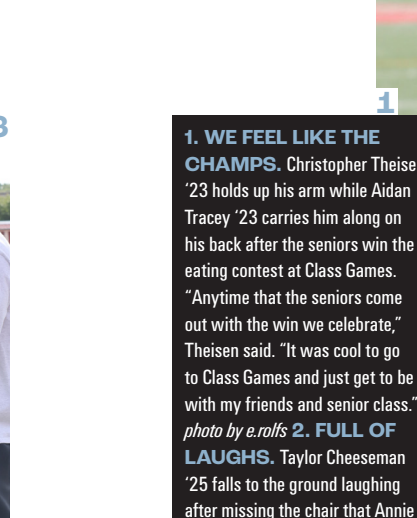 1
3
1. WE FEEL LIKE THE
CHAMPS. Christopher Theise
‘23 holds up his arm while Aidan
Tracey ‘23 carries him along on
his back after the seniors win the
eating contest at Class Games.
“Anytime that the seniors come
out with the win we celebrate,”
Theisen said. “It was cool to go
to Class Games and just get to be
with my friends and senior class.”
photo by e.rolfs 2. FULL OF
LAUGHS. Taylor Cheeseman
‘25 falls to the ground laughing
after missing the chair that Annie